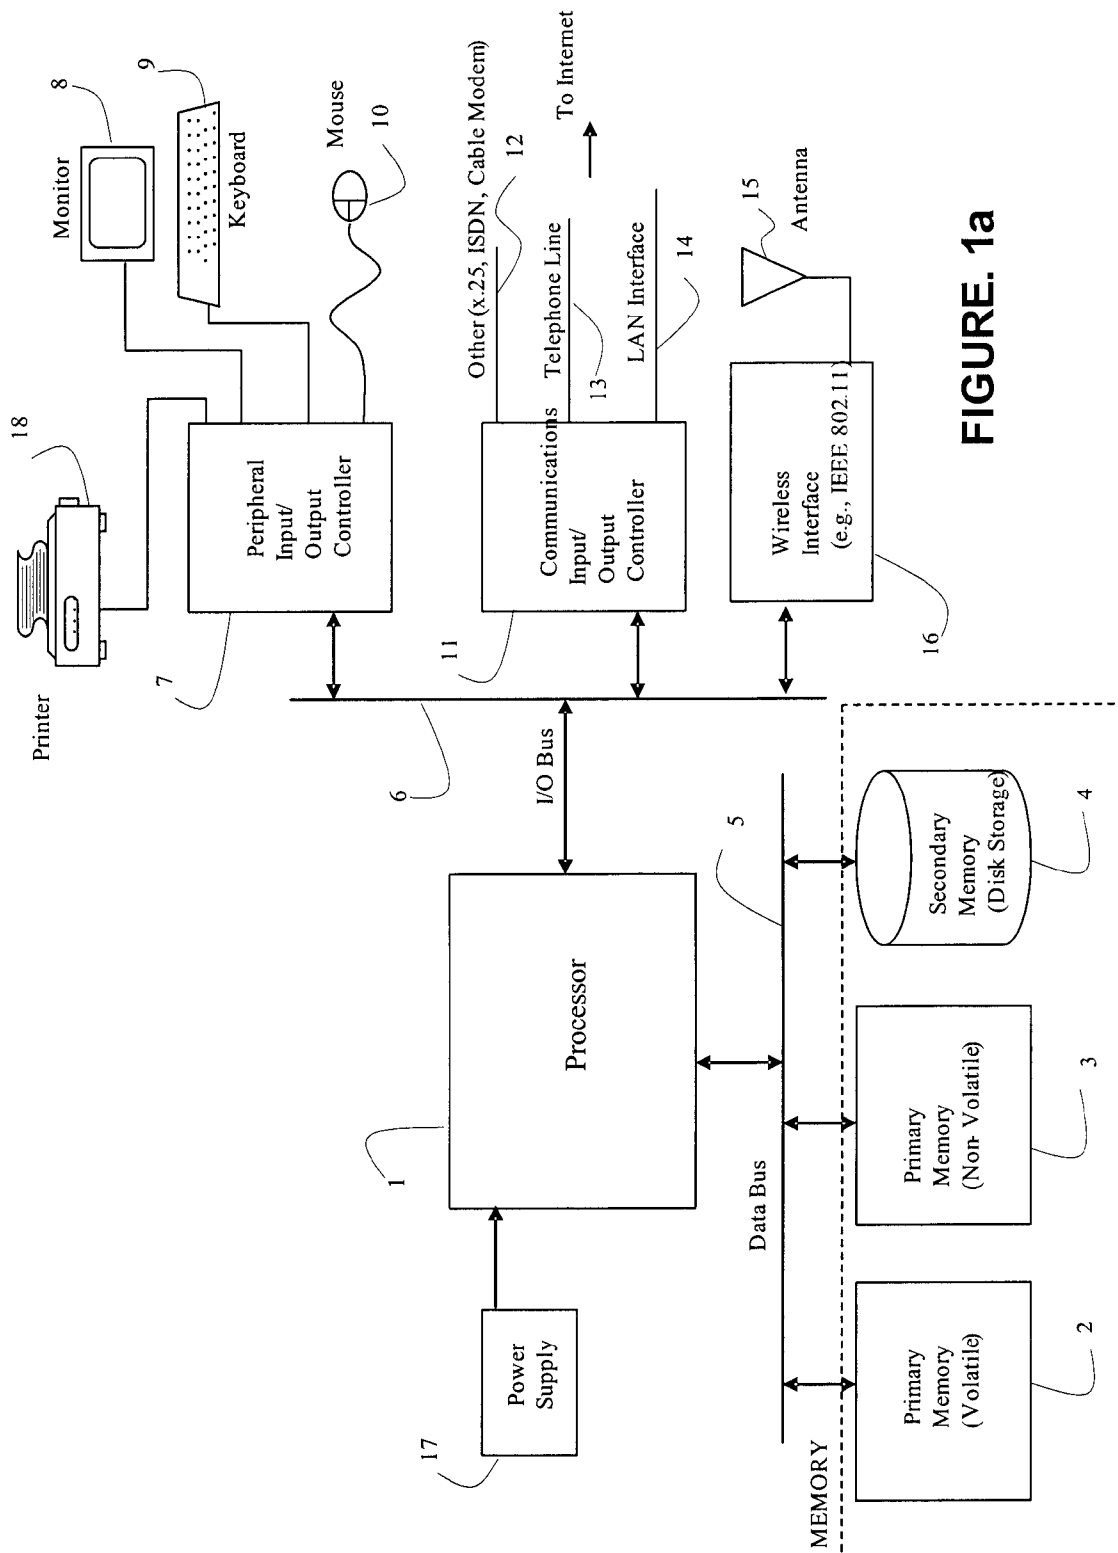 Printer
18
Monitor
8
9
Keyboard
Mouse
10
7
Peripheral
Input/
Output
Controller
6
I/O Bus
11
Communications
Input/
Output
Controller
Other (x.25, ISDN, Cable Modem)
12
Telephone Line
13
To Internet
LAN Interface
14
15
Antenna
Wireless
Interface
(e.g., IEEE 802.11)
16
1
Processor
17
Power
Supply
5
Data Bus
MEMORY
Primary
Memory
(Volatile)
2
Primary
Memory
(Non-Volatile)
3
Secondary
Memory
(Disk Storage)
4
FIGURE. 1a